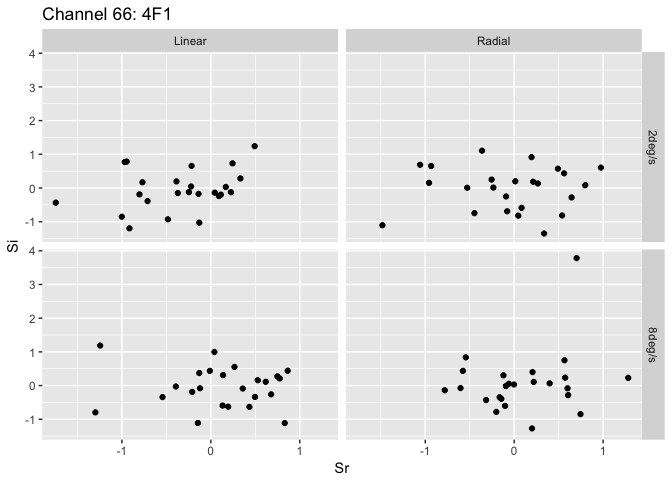 Channel 66: 4F1
Linear
Radial
4
3
2
1
0
-1
2deg/s
Si
4
3
2
1
0
-1
8deg/s
-1 0 1
-1 0 1
Sr